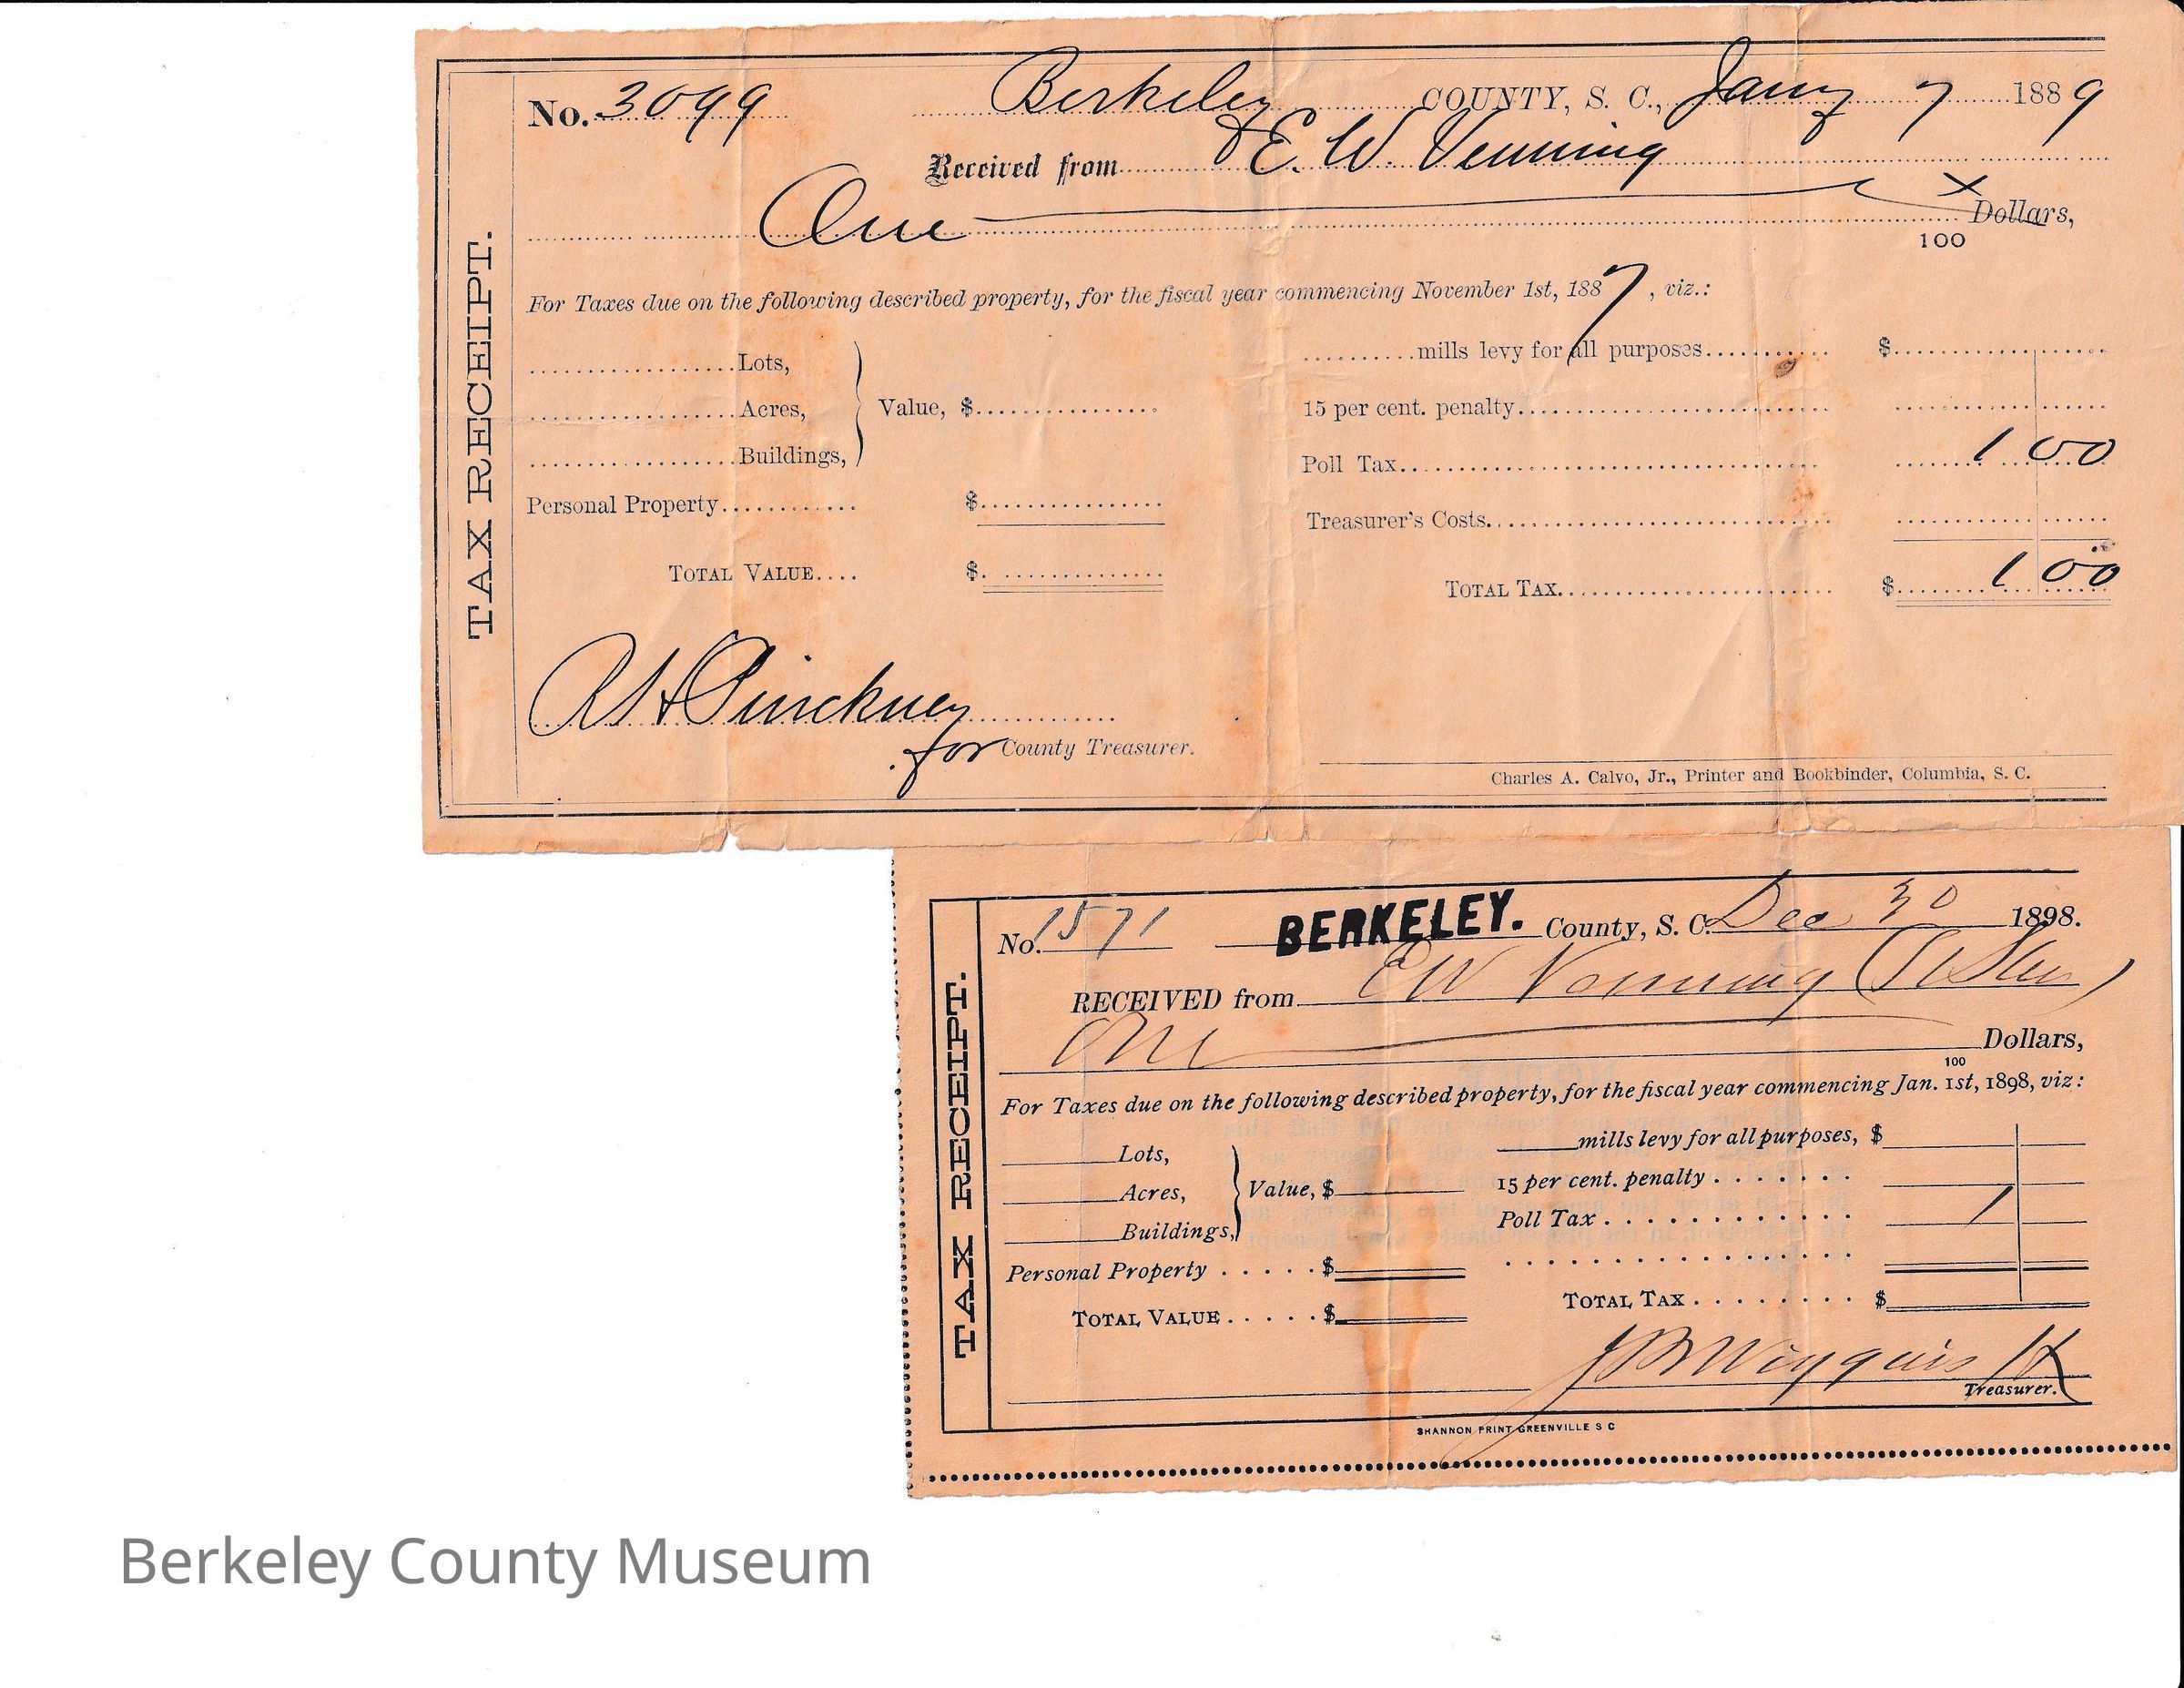 TAX RECEIPT.
No. 3099 Berkeley COUNTY, S. C., Jany 7 1889
Received from E. W. Venning
One x Dollars,
100
For Taxes due on the following described property, for the fiscal year commencing November 1st, 1887, viz.:
Lots, mills levy for all purposes $
Acres, Value, $ 15 per cent. penalty
Buildings, Poll Tax 1 00
Personal Property $ Treasurer's Costs
TOTAL VALUE $ TOTAL TAX $ 1 00
Pinckney
for County Treasurer.
Charles A. Calvo, Jr., Printer and Bookbinder, Columbia, S. C.
TAX RECEIPT.
No. 1571 BERKELEY. County, S. C. Dec 30 1898.
RECEIVED from E W Venning
One Dollars,
100
For Taxes due on the following described property, for the fiscal year commencing Jan. 1st, 1898, viz:
Lots, mills levy for all purposes, $
Acres, Value, $ 15 per cent. penalty
Buildings, Poll Tax 1
Personal Property $
TOTAL VALUE $ TOTAL TAX $
Treasurer.
SHANNON PRINT GREENVILLE S C
Berkeley County Museum